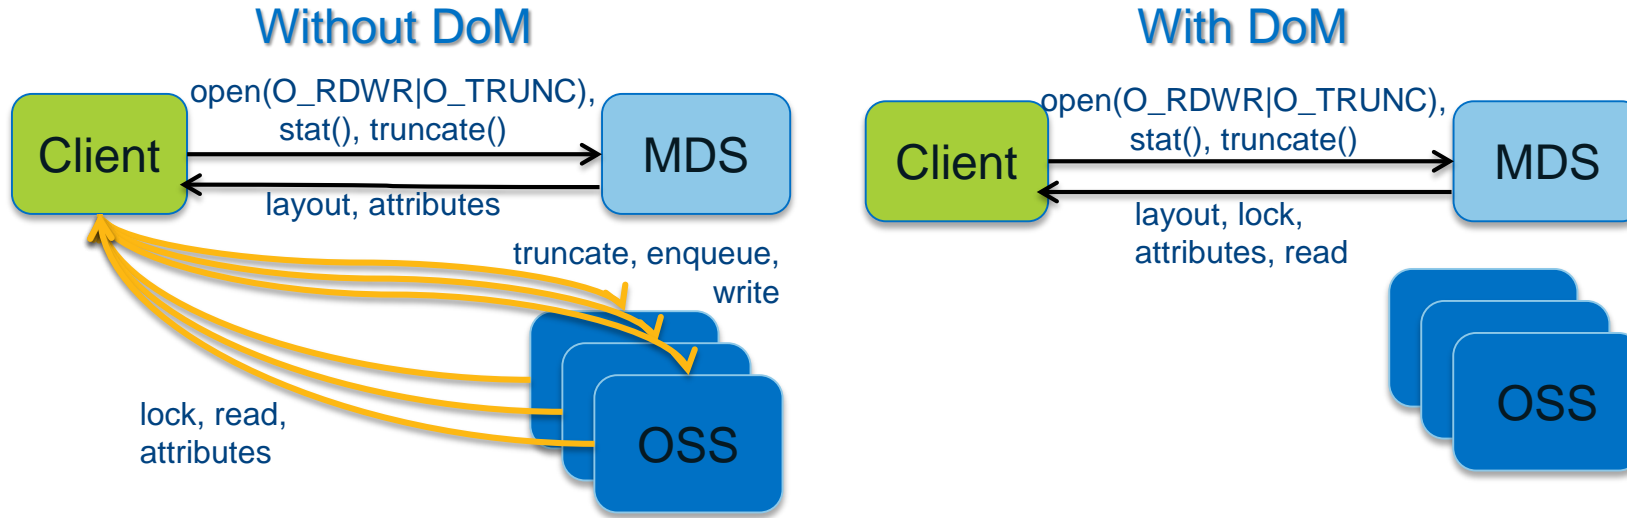 Without DoM
open(O_RDWR|O_TRUNC),
stat(), truncate()
Client
MDS
layout, attributes
truncate, enqueue,
write
lock, read,
attributes
OSS
With DoM
open(O_RDWR|O_TRUNC),
stat(), truncate()
Client
MDS
layout, lock,
attributes, read
OSS